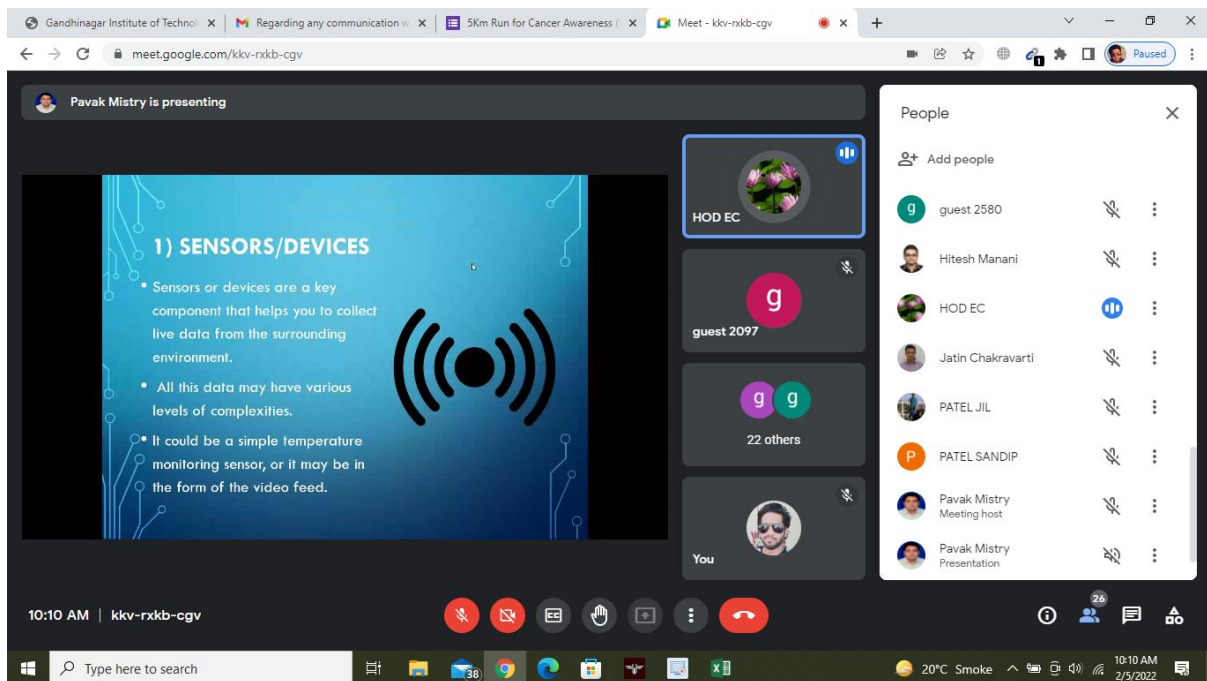 Gandhinagar Institute of Technol
Regarding any communication w
5Km Run for Cancer Awareness (
Meet - kkv-rxkb-cgv
meet.google.com/kkv-rxkb-cgv
1
Paused
Pavak Mistry is presenting
1) SENSORS/DEVICES
• Sensors or devices are a key
component that helps you to collect
live data from the surrounding
environment.
• All this data may have various
levels of complexities.
• It could be a simple temperature
monitoring sensor, or it may be in
the form of the video feed.
HOD EC
g
guest 2097
g g
22 others
You
People
Add people
g guest 2580
Hitesh Manani
HOD EC
Jatin Chakravarti
PATEL JIL
P PATEL SANDIP
Pavak Mistry
Meeting host
Pavak Mistry
Presentation
10:10 AM | kkv-rxkb-cgv
CC
26
Type here to search
38
20°C Smoke
10:10 AM
2/5/2022